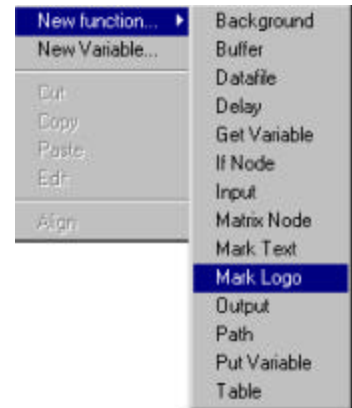 New function...
New Variable...
Cut
Copy
Paste
Edit
Align
Background
Buffer
Datafile
Delay
Get Variable
If Node
Input
Matrix Node
Mark Text
Mark Logo
Output
Path
Put Variable
Table